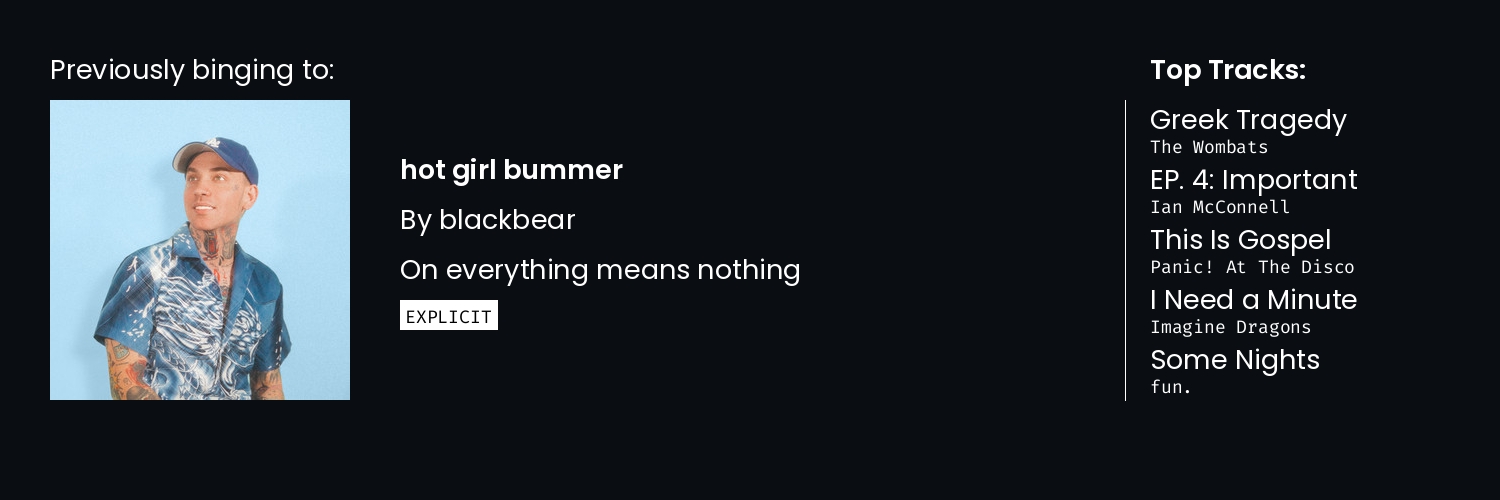 Previously binging to:
hot girl bummer
By blackbear
On everything means nothing
EXPLICIT
Top Tracks:
Greek Tragedy
The Wombats
EP. 4: Important
Ian McConnell
This Is Gospel
Panic! At The Disco
I Need a Minute
Imagine Dragons
Some Nights
fun.